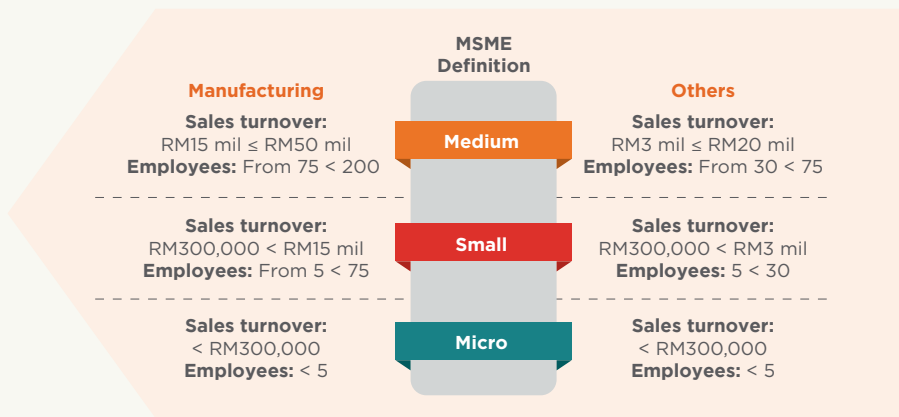 MSME
Definition
Manufacturing
Others
Sales turnover:
RM15 mil ≤ RM50 mil
Employees: From 75 < 200
Medium
Sales turnover:
RM3 mil ≤ RM20 mil
Employees: From 30 < 75
Sales turnover:
RM300,000 < RM15 mil
Employees: From 5 < 75
Small
Sales turnover:
RM300,000 < RM3 mil
Employees: 5 < 30
Sales turnover:
< RM300,000
Employees: < 5
Micro
Sales turnover:
< RM300,000
Employees: < 5